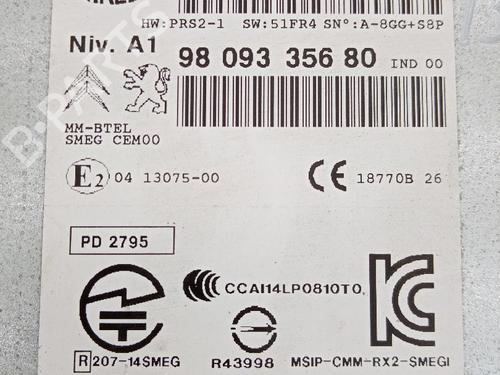 HW:PRS2-1 SW:51FR4 SN°:A-8GG+S8P
Niv. A1 98 093 356 80 IND 00
MM-BTEL
SMEG CEM00
E2 04 13075-00 CE 18770B 26
PD 2795
CCAI14LP0810T0
R 207-14SMEG R43998 MSIP-CMM-RX2-SMEGI
B-PARTS